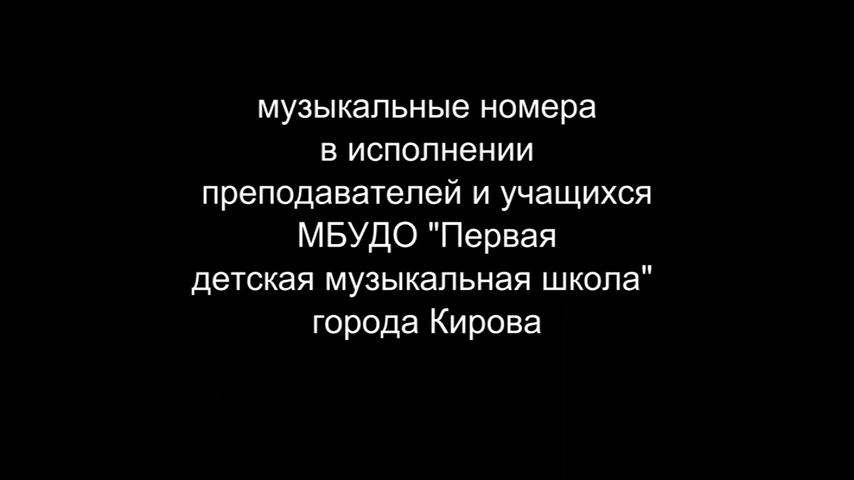 музыкальные номера
в исполнении
преподавателей и учащихся
МБУДО "Первая
детская музыкальная школа"
города Кирова